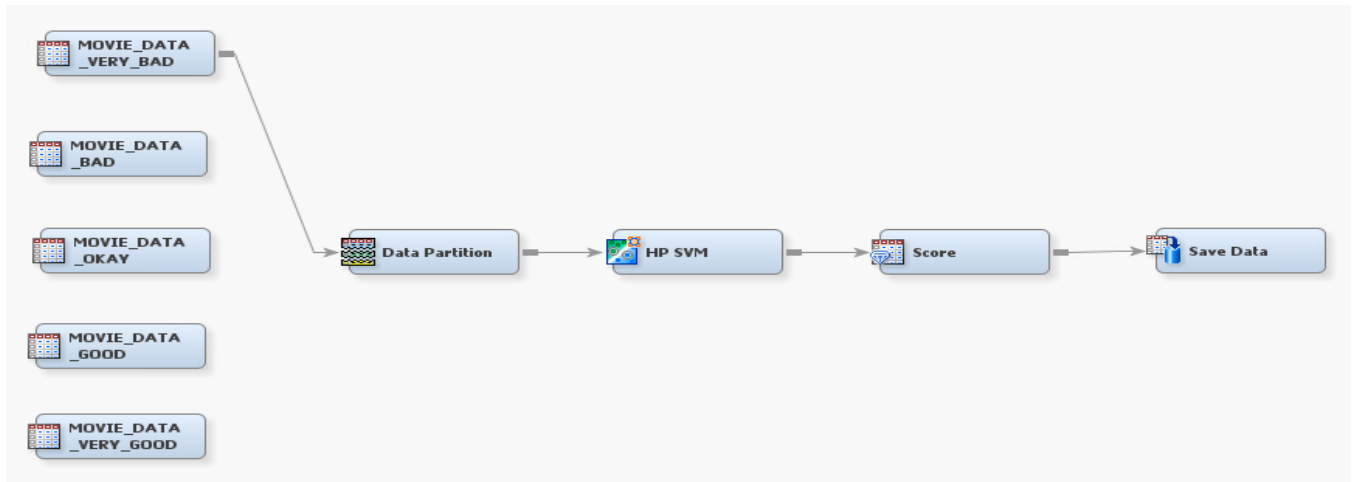 MOVIE_DATA
_VERY_BAD
MOVIE_DATA
_BAD
MOVIE_DATA
_OKAY
MOVIE_DATA
_GOOD
MOVIE_DATA
_VERY_GOOD
Data Partition
HP SVM
Score
Save Data